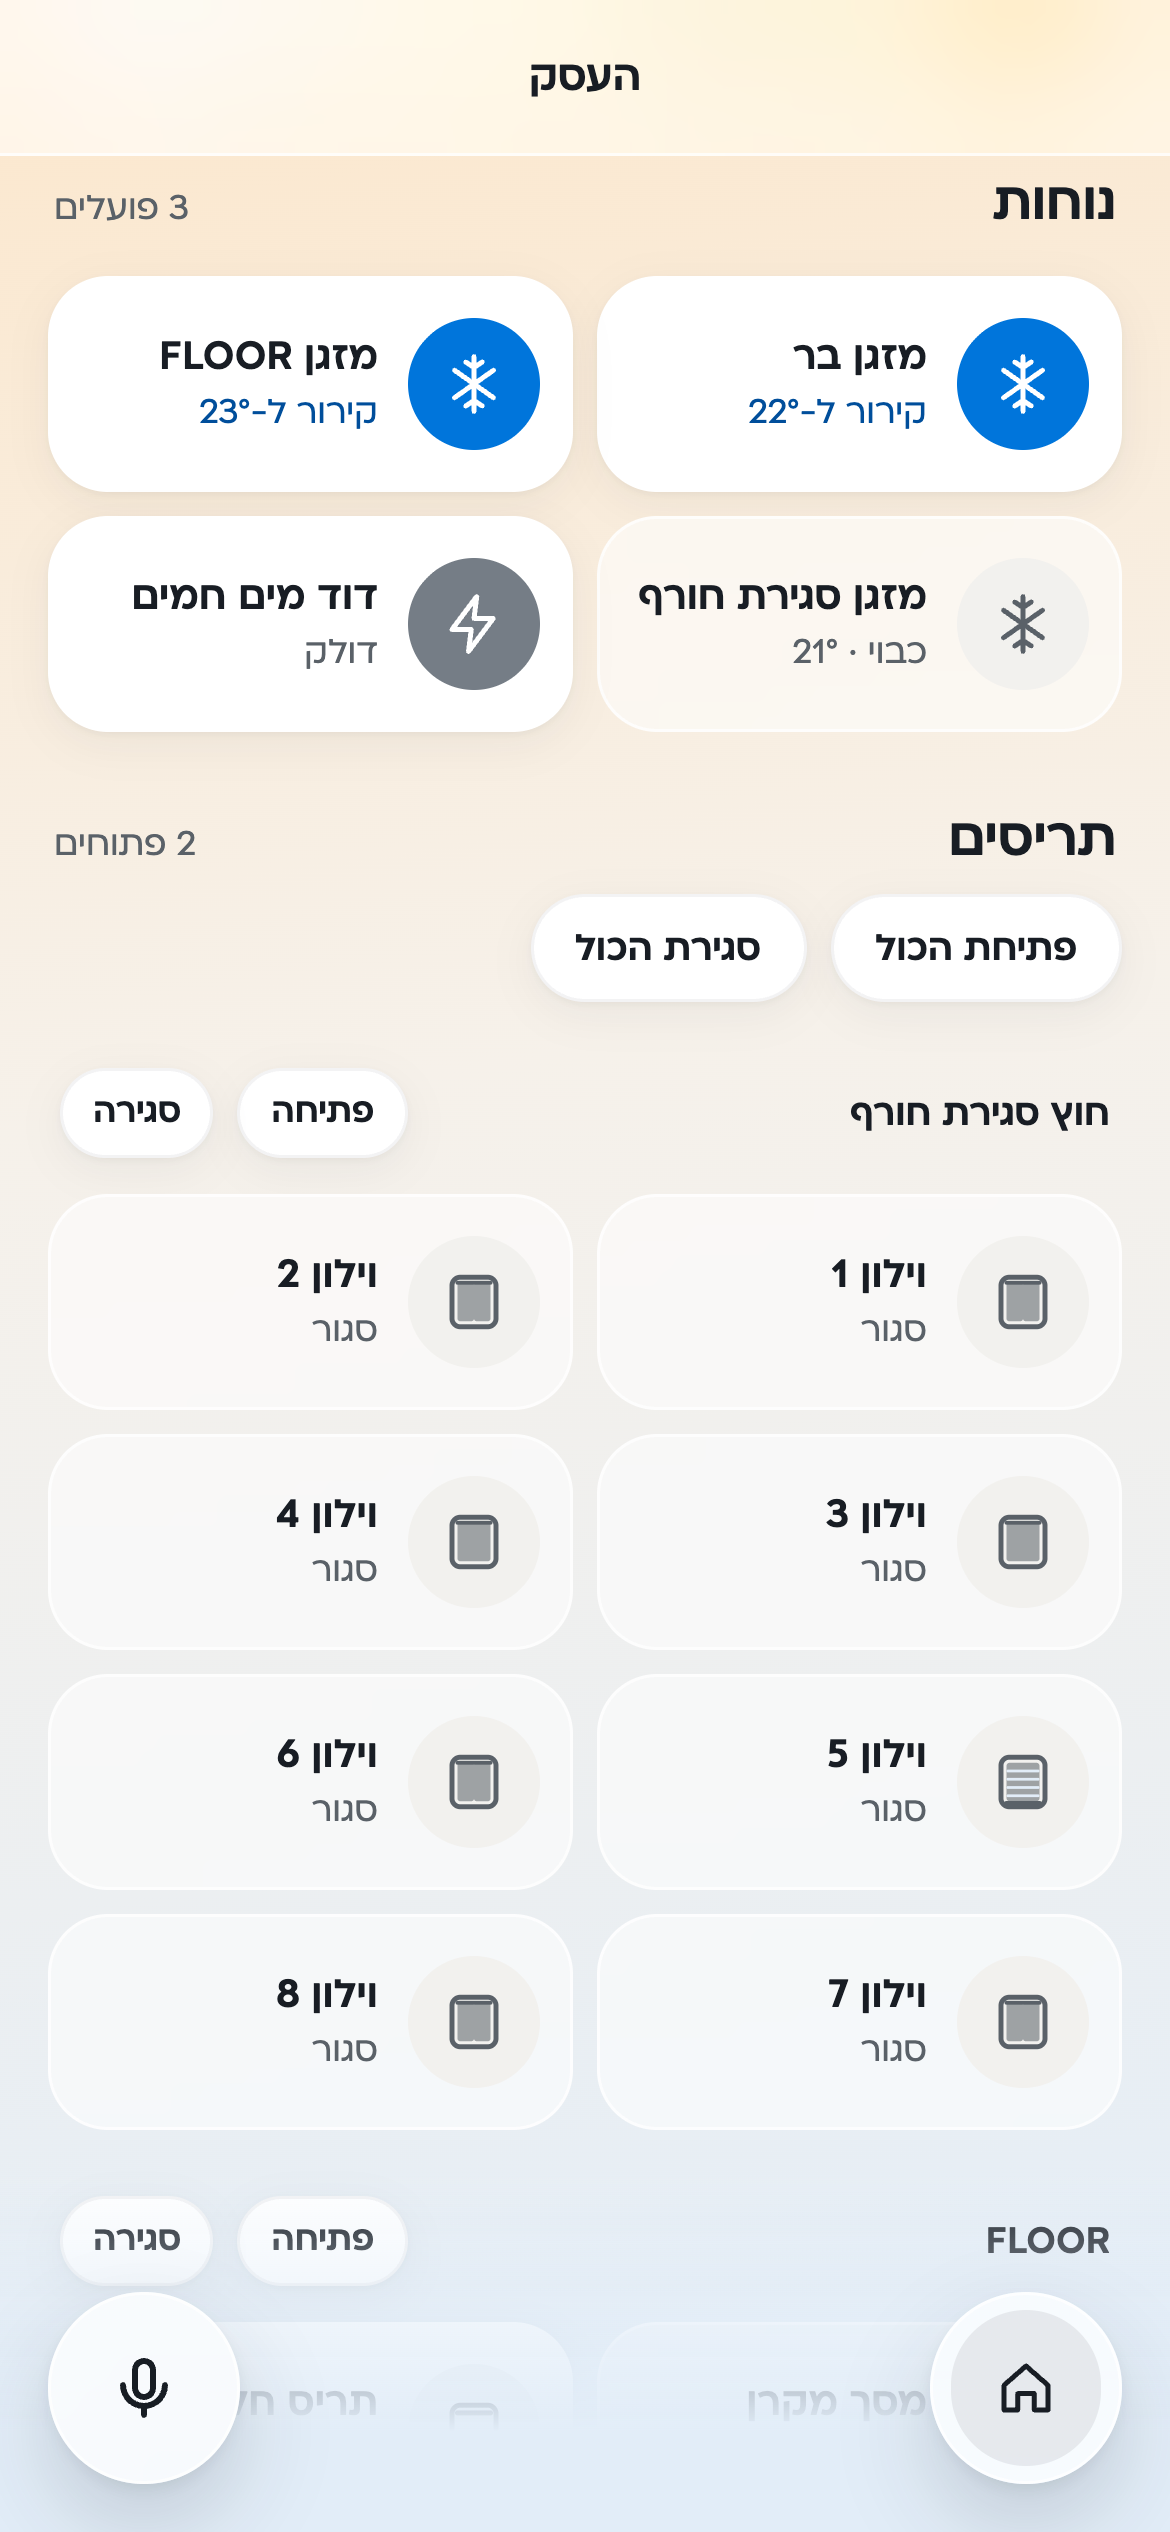 העסק
נוחות
3 פועלים
מזגן בר
קירור ל-22°
מזגן FLOOR
קירור ל-23°
מזגן סגירת חורף
כבוי · 21°
דוד מים חמים
דולק
תריסים
2 פתוחים
פתיחת הכול
סגירת הכול
חוץ סגירת חורף
פתיחה
סגירה
וילון 1
סגור
וילון 2
סגור
וילון 3
סגור
וילון 4
סגור
וילון 5
סגור
וילון 6
סגור
וילון 7
סגור
וילון 8
סגור
FLOOR
פתיחה
סגירה
מסך מקרן
תריס